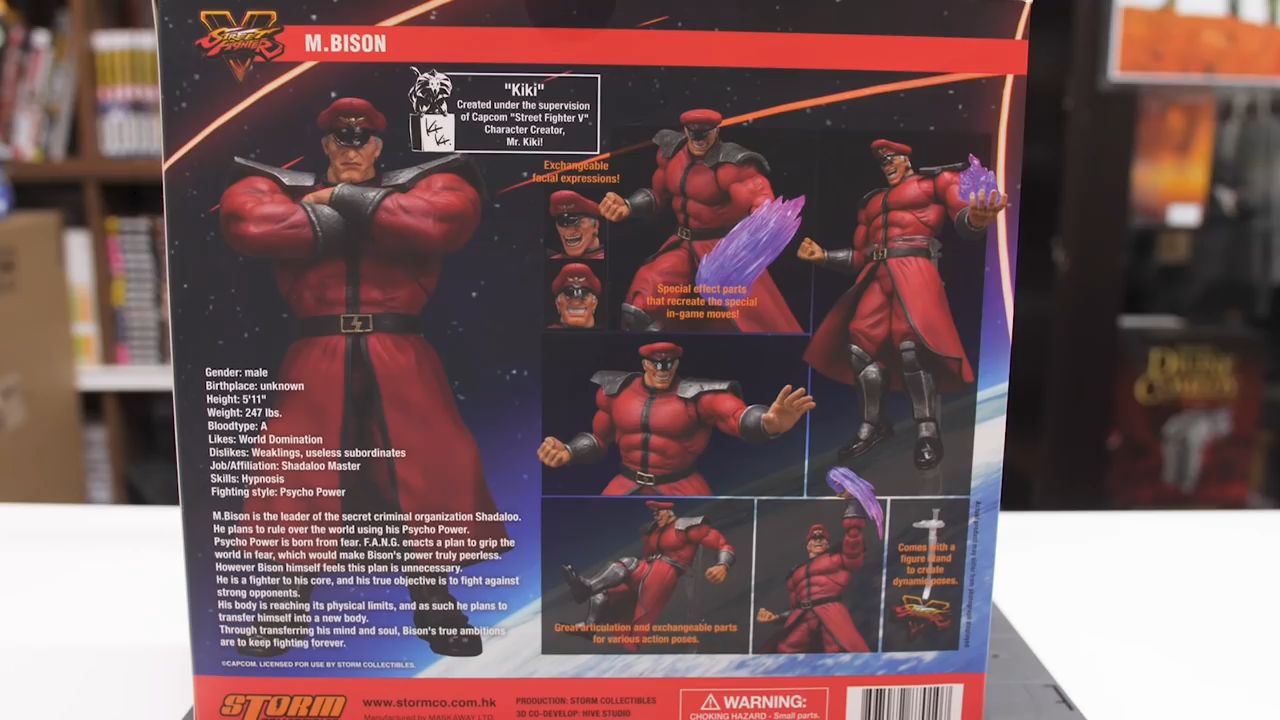 STREET
FIGHTER
V
M.BISON
"Kiki"
Created under the supervision
of Capcom "Street Fighter V"
Character Creator,
Mr. Kiki!
Exchangeable
facial expressions!
Special effect parts
that recreate the special
in-game moves!
Gender: male
Birthplace: unknown
Height: 5'11"
Weight: 247 lbs.
Bloodtype: A
Likes: World Domination
Dislikes: Weaklings, useless subordinates
Job/Affiliation: Shadaloo Master
Skills: Hypnosis
Fighting style: Psycho Power
M.Bison is the leader of the secret criminal organization Shadaloo.
He plans to rule over the world using his Psycho Power.
Psycho Power is born from fear. F.A.N.G. enacts a plan to grip the
world in fear, which would make Bison's power truly peerless.
However Bison himself feels this plan is unnecessary.
He is a fighter to his core, and his true objective is to fight against
strong opponents.
His body is reaching its physical limits, and as such he plans to
transfer himself into a new body.
Through transferring his mind and soul, Bison's true ambitions
are to keep fighting forever.
Great articulation and exchangeable parts
for various action poses.
Comes with a
figure stand
to create
dynamic poses.
©CAPCOM. LICENSED FOR USE BY STORM COLLECTIBLES.
STORM
www.stormco.com.hk
Manufactured by MASKAWAY LTD.
PRODUCTION: STORM COLLECTIBLES
3D CO-DEVELOP: HIVE STUDIO
WARNING:
CHOKING HAZARD - Small parts.